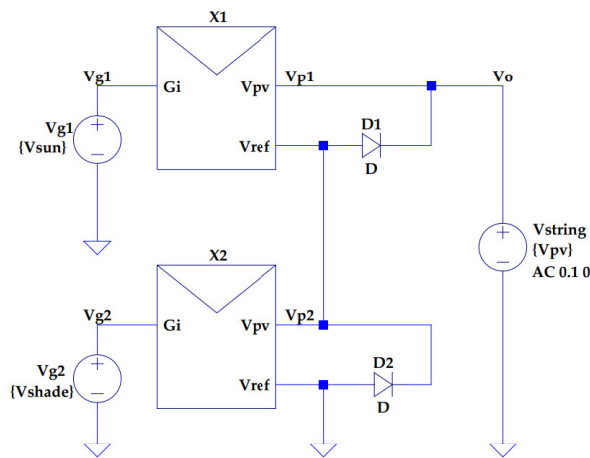 X1
Vg1
Gi
Vpv
Vp1
Vo
Vg1
{Vsun}
Vref
D1
D
Vstring
{Vpv}
AC 0.1 0
X2
Vg2
Gi
Vpv
Vp2
Vg2
{Vshade}
Vref
D2
D